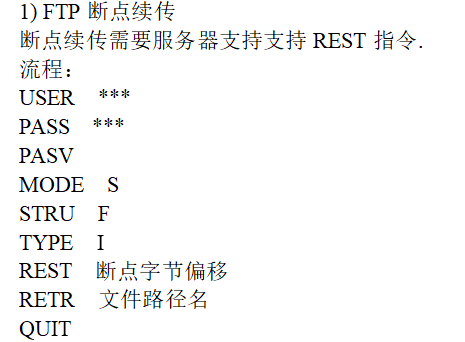 1) FTP 断点续传
断点续传需要服务器支持支持 REST 指令.
流程：
USER ***
PASS ***
PASV
MODE S
STRU F
TYPE I
REST 断点字节偏移
RETR 文件路径名
QUIT